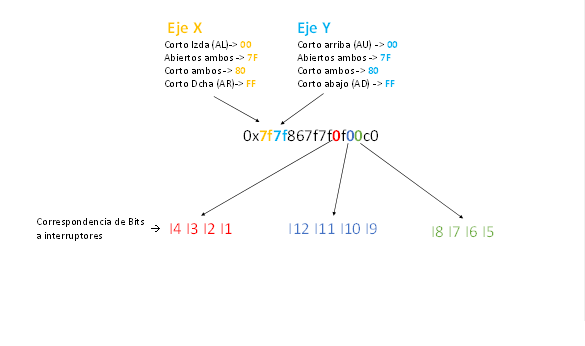 Eje X
Corto Izda (AL)-> 00
Abiertos ambos -> 7F
Corto ambos -> 80
Corto Dcha (AR)-> FF
Eje Y
Corto arriba (AU) -> 00
Abiertos ambos -> 7F
Corto ambos -> 80
Corto abajo (AD) -> FF
0x7f7f867f7f0f00c0
Correspondencia de Bits
a interruptores
I4 I3 I2 I1
I12 I11 I10 I9
I8 I7 I6 I5